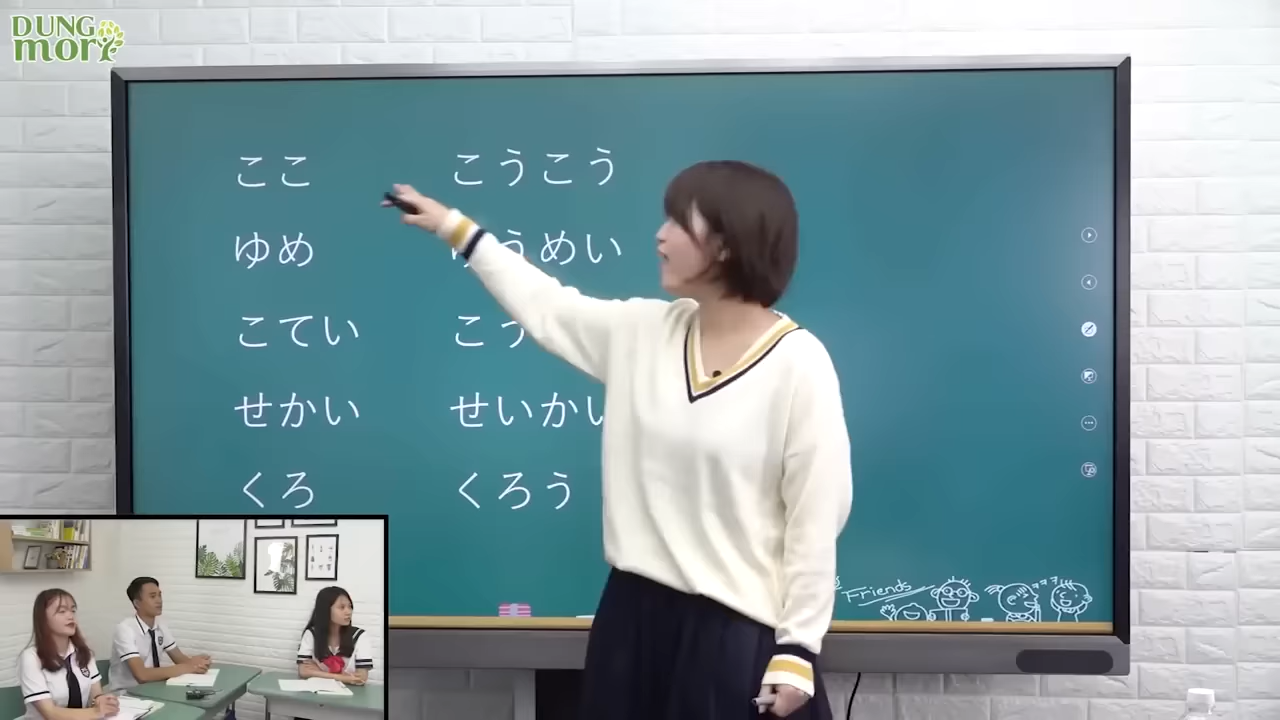 DUNG
mori
ここ こうこう
ゆめ うめい
こてい こう
せかい せいかい
くろ くろう
Friends